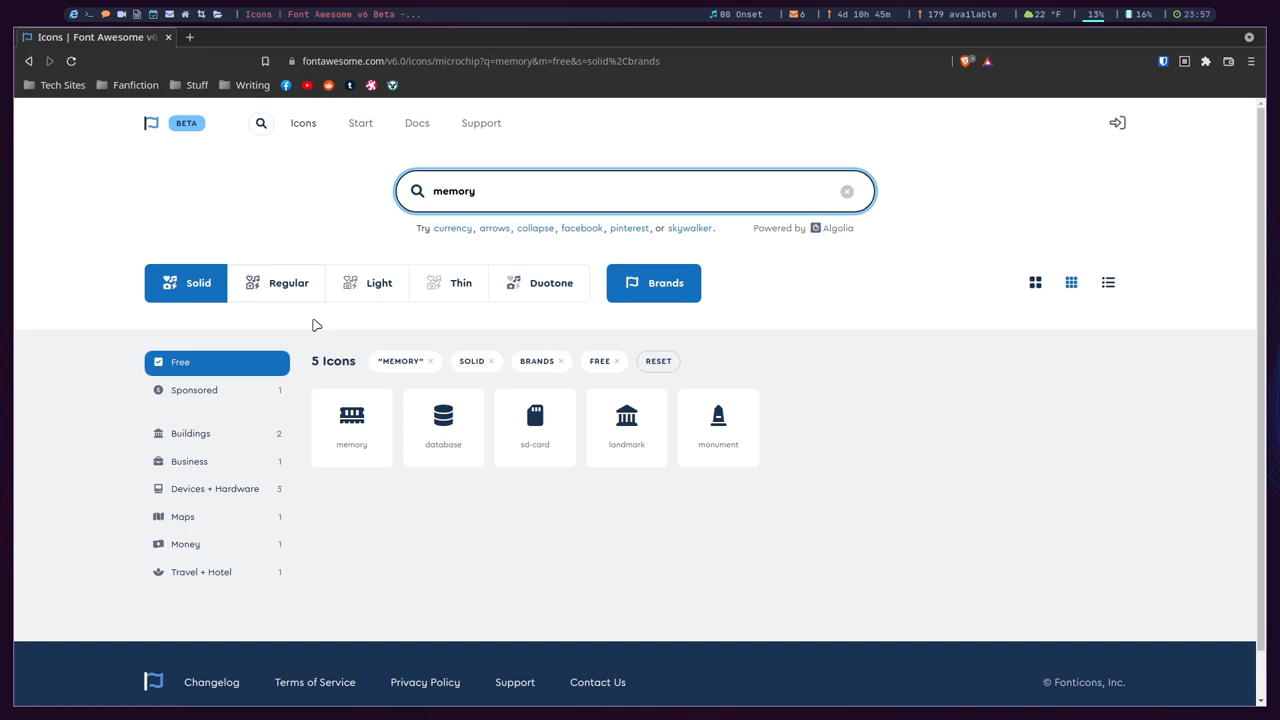 Icons | Font Awesome v6 Beta -... 88 Onset 6 4d 10h 45m 179 available 22 °F 13% 16% 23:57
Icons | Font Awesome v6
fontawesome.com/v6.0/icons/microchip?q=memory&m=free&s=solid%2Cbrands
Tech Sites Fanfiction Stuff Writing
BETA Icons Start Docs Support
memory
Try currency, arrows, collapse, facebook, pinterest, or skywalker. Powered by Algolia
Solid Regular Light Thin Duotone Brands
Free 5 Icons "MEMORY" SOLID BRANDS FREE RESET
Sponsored 1
memory database sd-card landmark monument
Buildings 2
Business 1
Devices + Hardware 3
Maps 1
Money 1
Travel + Hotel 1
Changelog Terms of Service Privacy Policy Support Contact Us © Fonticons, Inc.